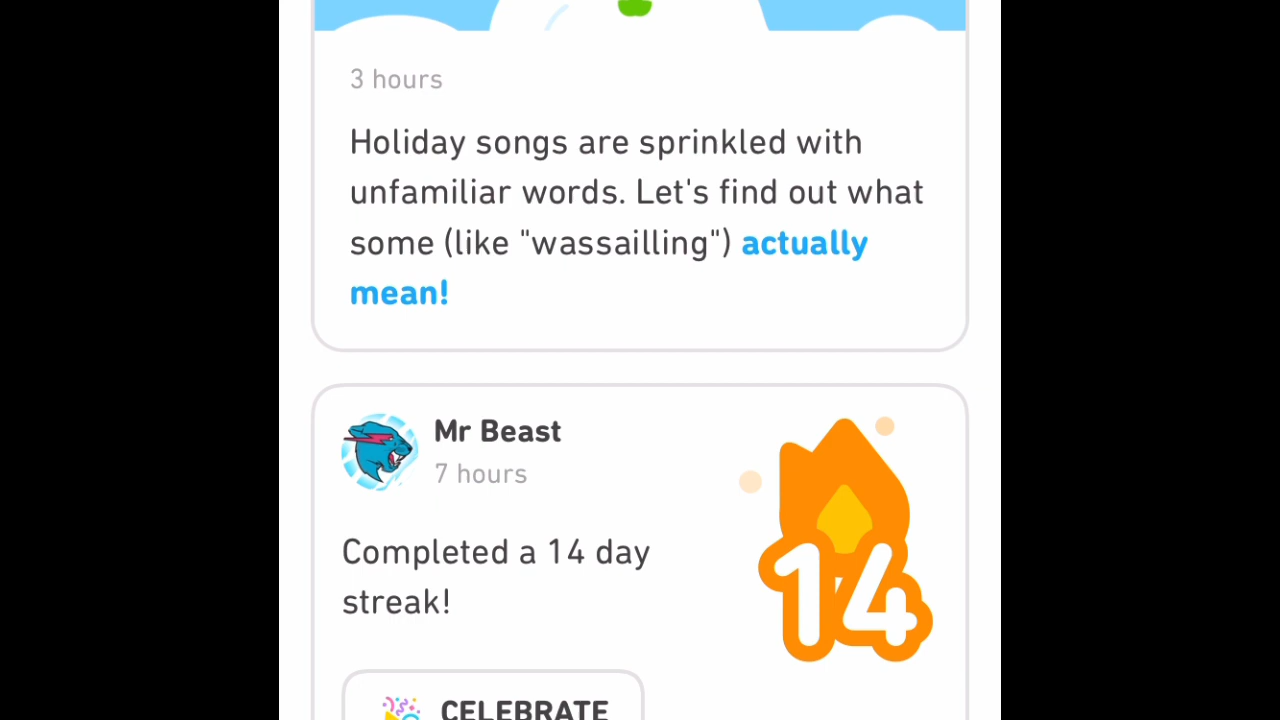 3 hours
Holiday songs are sprinkled with
unfamiliar words. Let's find out what
some (like "wassailling") actually
mean!
Mr Beast
7 hours
Completed a 14 day
streak!
14
CELEBRATE